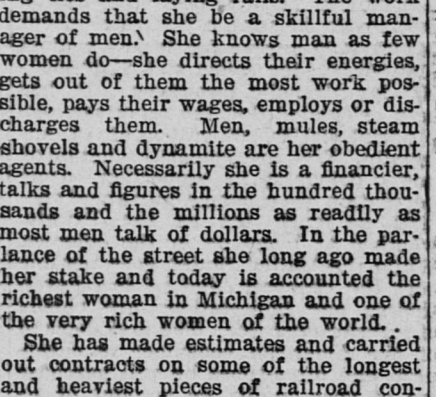 demands that she be a skillful man-
ager of men. She knows man as few
women do—she directs their energies,
gets out of them the most work pos-
sible, pays their wages, employs or dis-
charges them. Men, mules, steam
shovels and dynamite are her obedient
agents. Necessarily she is a financier,
talks and figures in the hundred thou-
sands and the millions as readily as
most men talk of dollars. In the par-
lance of the street she long ago made
her stake and today is accounted the
richest woman in Michigan and one of
the very rich women of the world.
She has made estimates and carried
out contracts on some of the longest
and heaviest pieces of railroad con-